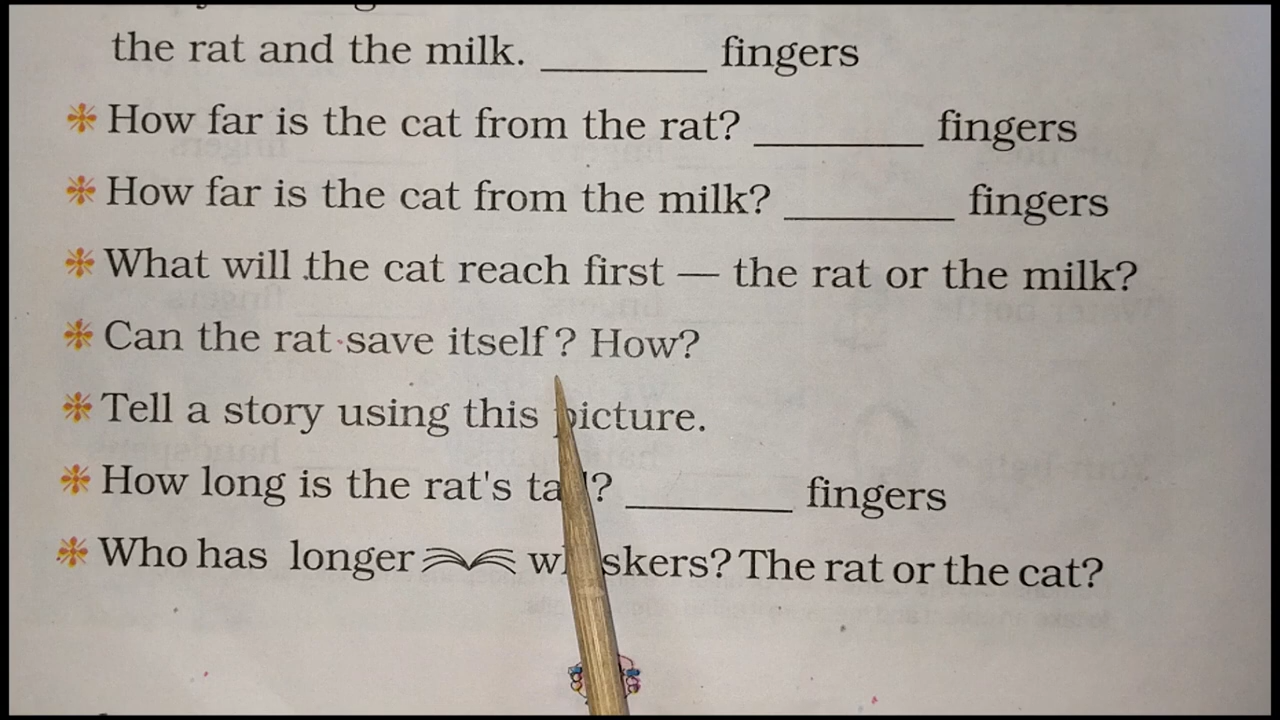 the rat and the milk. ________ fingers
How far is the cat from the rat? ________ fingers
How far is the cat from the milk? ________ fingers
What will the cat reach first — the rat or the milk?
Can the rat save itself? How?
Tell a story using this picture.
How long is the rat's tail? ________ fingers
Who has longer whiskers? The rat or the cat?